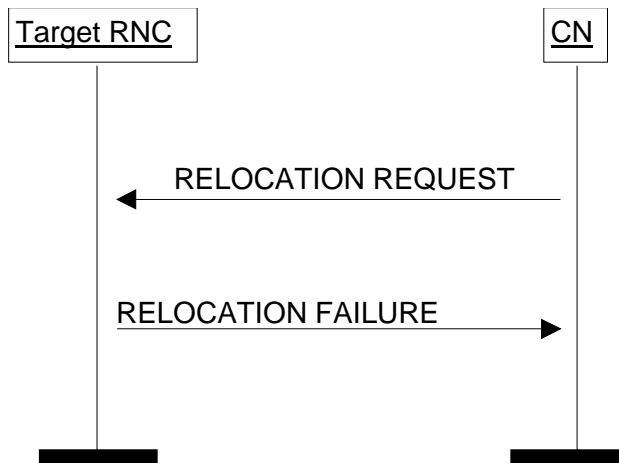 Target RNC
CN
RELOCATION REQUEST
RELOCATION FAILURE